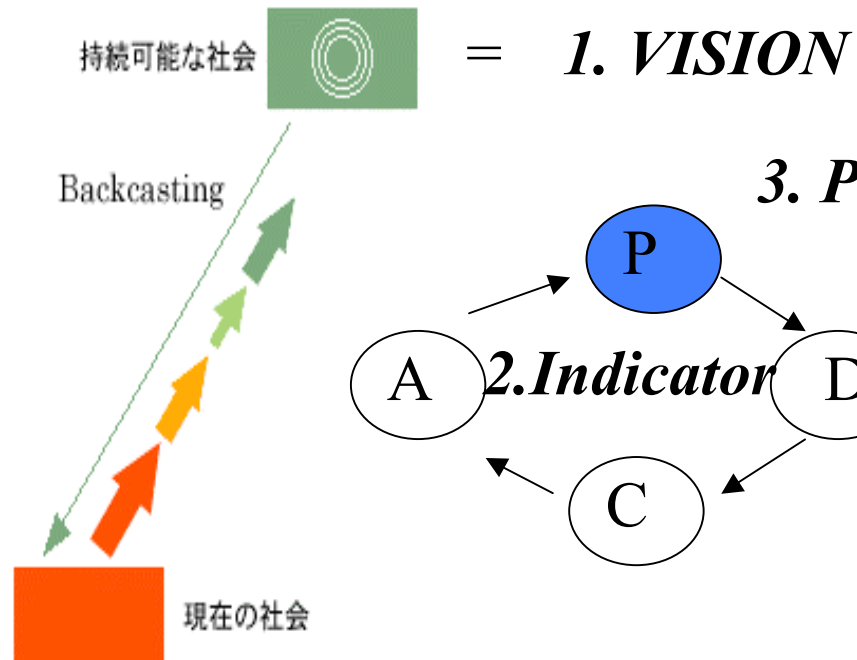 持続可能な社会 = 1. VISION
Backcasting
3. P
P
A 2.Indicator D
C
現在の社会